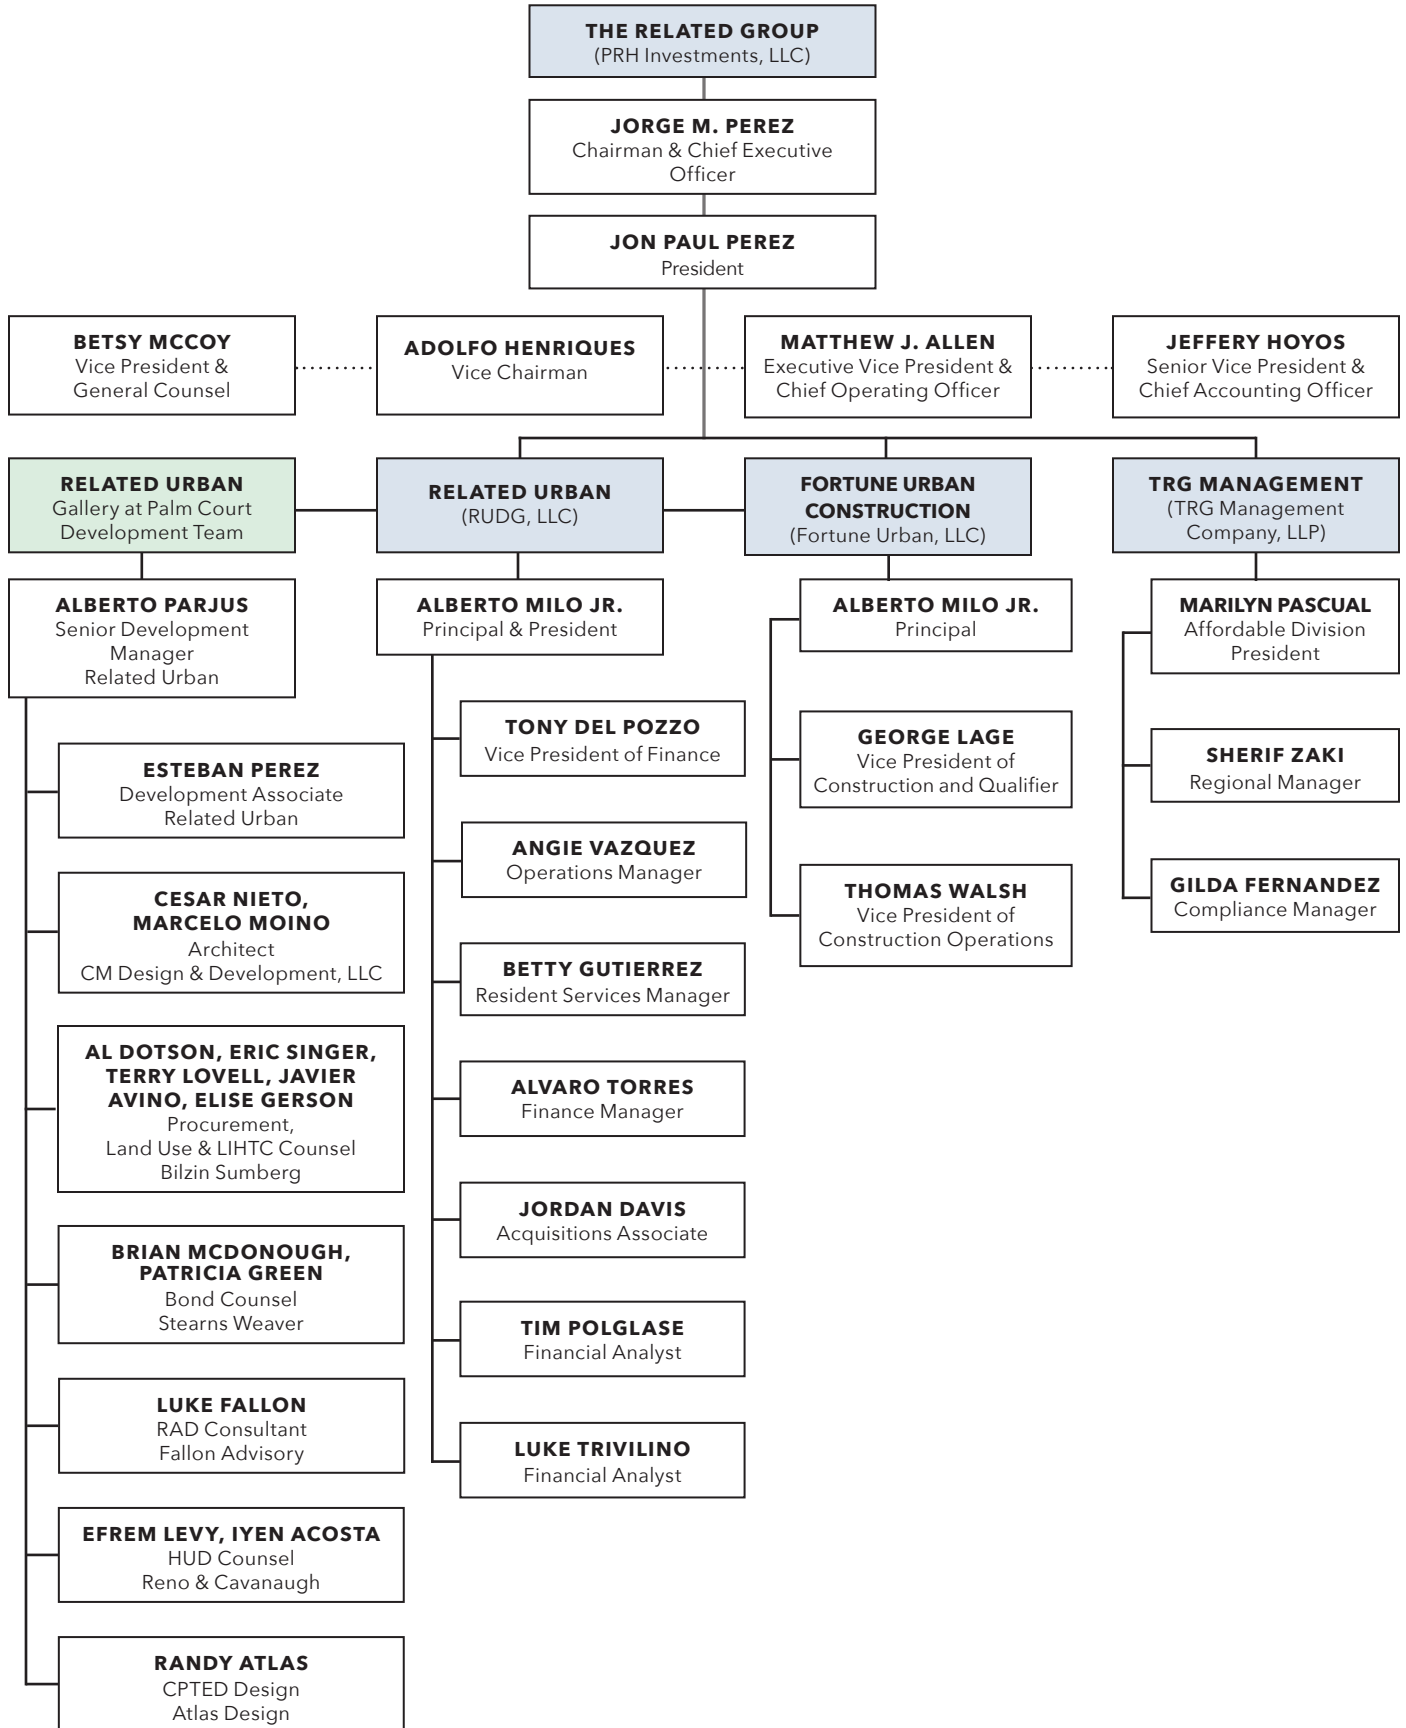 THE RELATED GROUP
(PRH Investments, LLC)
JORGE M. PEREZ
Chairman & Chief Executive
Officer
JON PAUL PEREZ
President
BETSY MCCOY
Vice President &
General Counsel
ADOLFO HENRIQUES
Vice Chairman
MATTHEW J. ALLEN
Executive Vice President &
Chief Operating Officer
JEFFERY HOYOS
Senior Vice President &
Chief Accounting Officer
RELATED URBAN
Gallery at Palm Court
Development Team
RELATED URBAN
(RUDG, LLC)
FORTUNE URBAN
CONSTRUCTION
(Fortune Urban, LLC)
TRG MANAGEMENT
(TRG Management
Company, LLP)
ALBERTO PARJUS
Senior Development
Manager
Related Urban
ESTEBAN PEREZ
Development Associate
Related Urban
CESAR NIETO,
MARCELO MOINO
Architect
CM Design & Development, LLC
AL DOTSON, ERIC SINGER,
TERRY LOVELL, JAVIER
AVINO, ELISE GERSON
Procurement,
Land Use & LIHTC Counsel
Bilzin Sumberg
BRIAN MCDONOUGH,
PATRICIA GREEN
Bond Counsel
Stearns Weaver
LUKE FALLON
RAD Consultant
Fallon Advisory
EFREM LEVY, IYEN ACOSTA
HUD Counsel
Reno & Cavanaugh
RANDY ATLAS
CPTED Design
Atlas Design
ALBERTO MILO JR.
Principal & President
TONY DEL POZZO
Vice President of Finance
ANGIE VAZQUEZ
Operations Manager
BETTY GUTIERREZ
Resident Services Manager
ALVARO TORRES
Finance Manager
JORDAN DAVIS
Acquisitions Associate
TIM POLGLASE
Financial Analyst
LUKE TRIVILINO
Financial Analyst
ALBERTO MILO JR.
Principal
GEORGE LAGE
Vice President of
Construction and Qualifier
THOMAS WALSH
Vice President of
Construction Operations
MARILYN PASCUAL
Affordable Division
President
SHERIF ZAKI
Regional Manager
GILDA FERNANDEZ
Compliance Manager